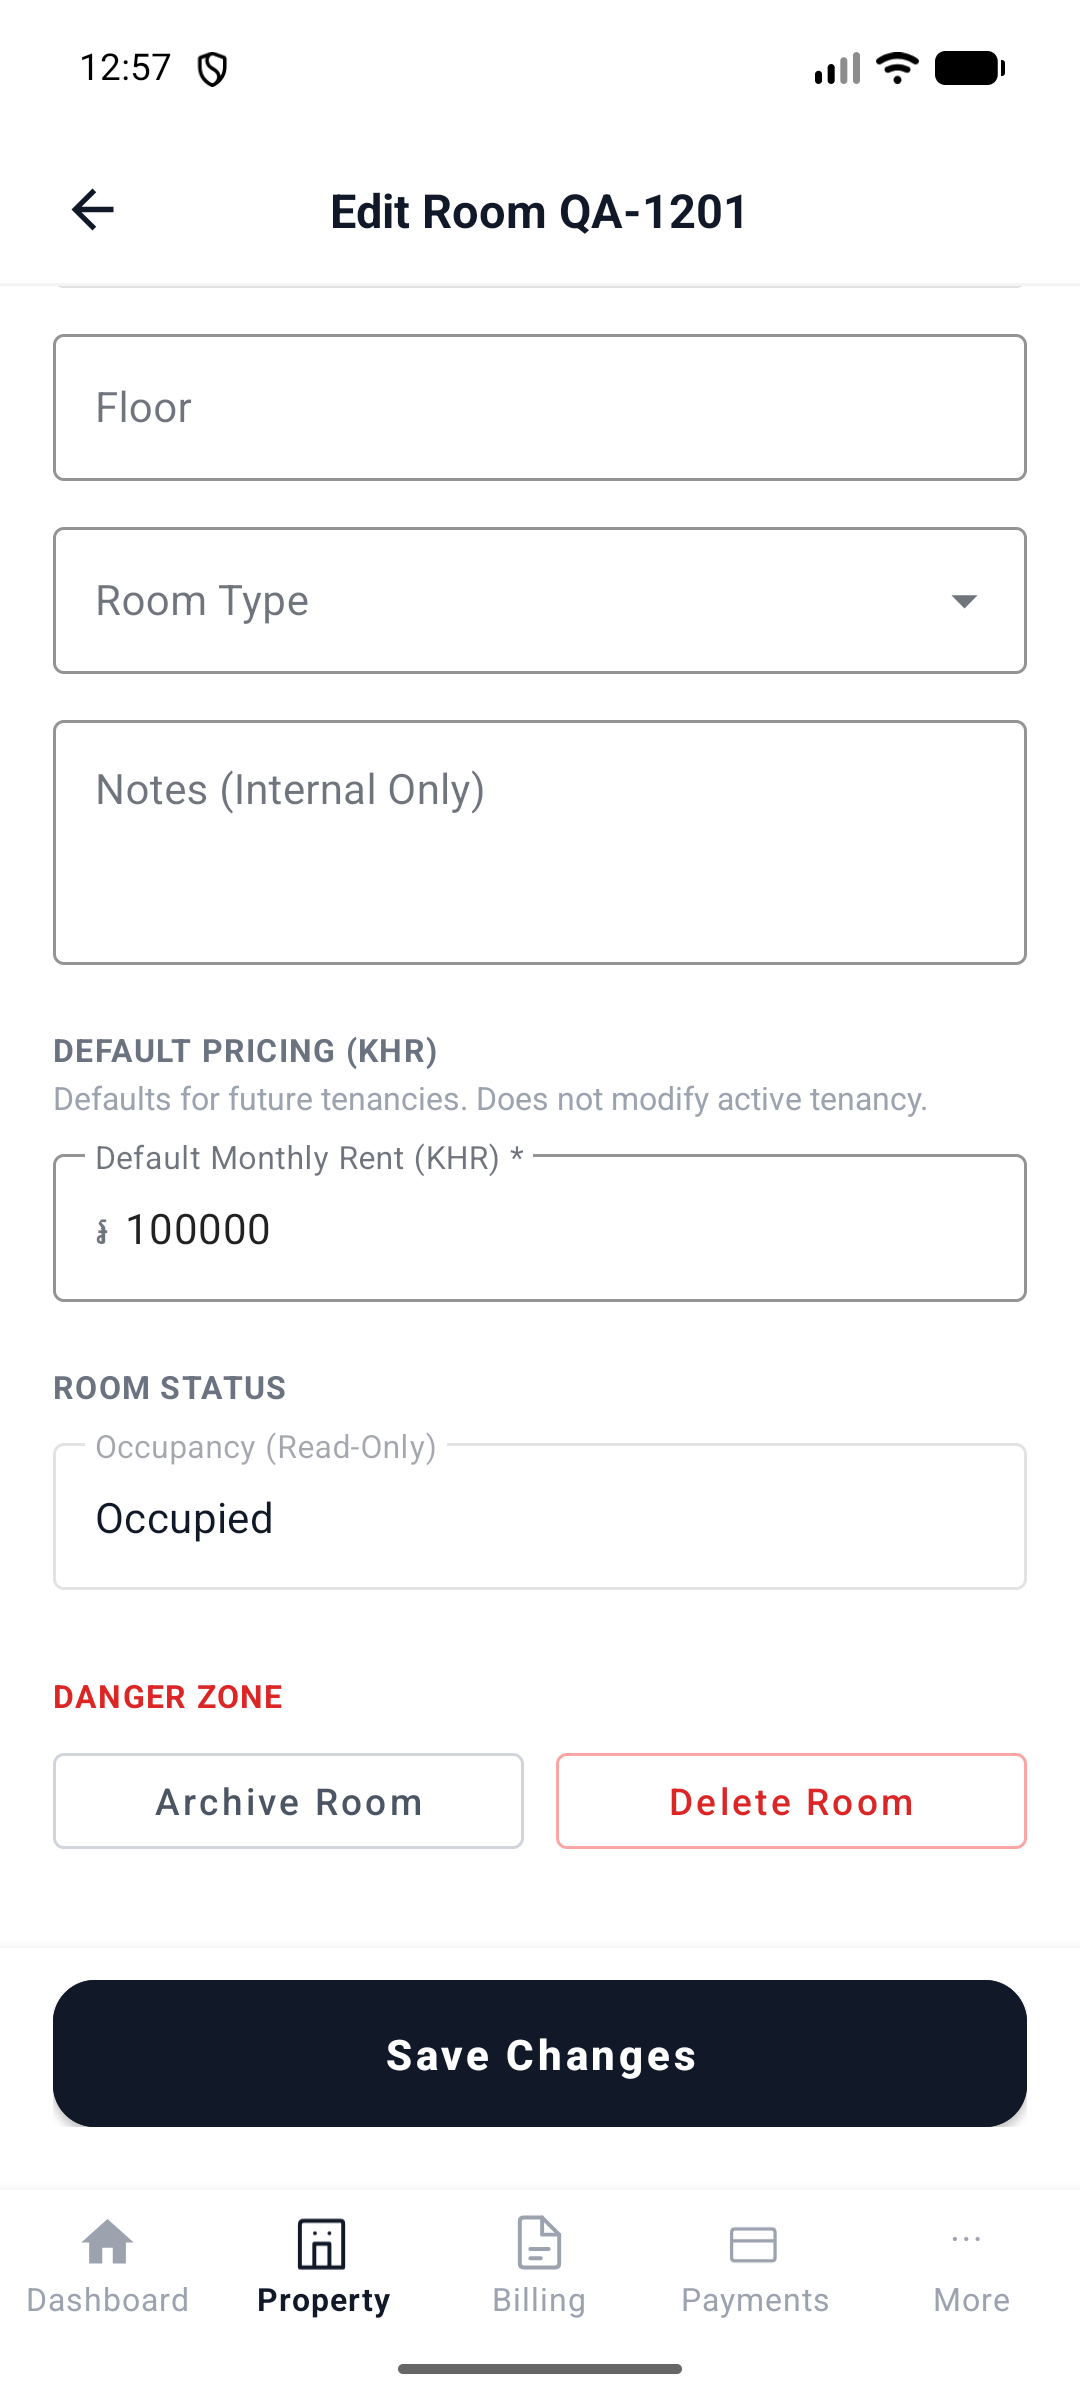 12:57
Edit Room QA-1201
Floor
Room Type
Notes (Internal Only)
DEFAULT PRICING (KHR)
Defaults for future tenancies. Does not modify active tenancy.
Default Monthly Rent (KHR) *
៛ 100000
ROOM STATUS
Occupancy (Read-Only)
Occupied
DANGER ZONE
Archive Room
Delete Room
Save Changes
Dashboard
Property
Billing
Payments
More